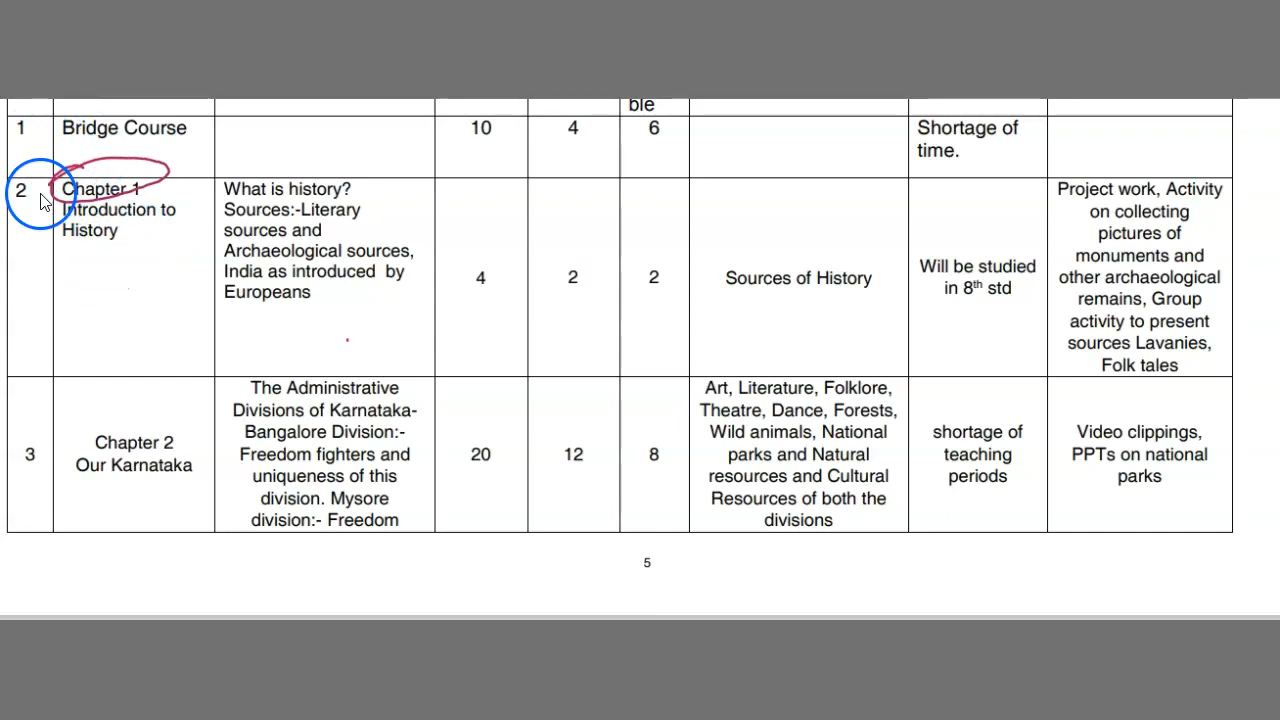 ble
1
Bridge Course
10
4
6
Shortage of
time.
2
Chapter 1
Introduction to
History
What is history?
Sources:-Literary
sources and
Archaeological sources,
India as introduced by
Europeans
4
2
2
Sources of History
Will be studied
in 8th std
Project work, Activity
on collecting
pictures of
monuments and
other archaeological
remains, Group
activity to present
sources Lavanies,
Folk tales
3
Chapter 2
Our Karnataka
The Administrative
Divisions of Karnataka-
Bangalore Division:-
Freedom fighters and
uniqueness of this
division. Mysore
division:- Freedom
20
12
8
Art, Literature, Folklore,
Theatre, Dance, Forests,
Wild animals, National
parks and Natural
resources and Cultural
Resources of both the
divisions
shortage of
teaching
periods
Video clippings,
PPTs on national
parks
5